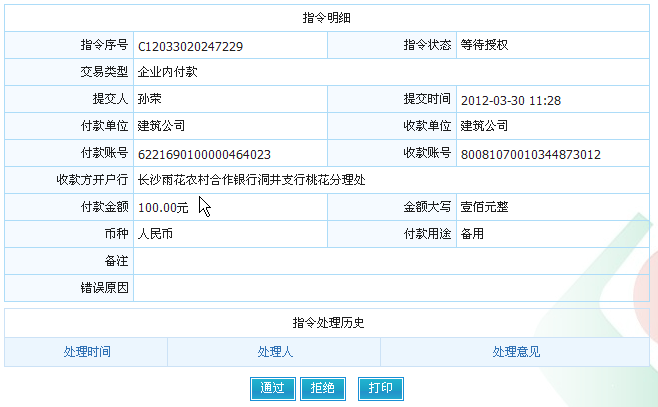 指令明细
指令序号 C12033020247229 指令状态 等待授权
交易类型 企业内付款
提交人 孙荣 提交时间 2012-03-30 11:28
付款单位 建筑公司 收款单位 建筑公司
付款账号 6221690100000464023 收款账号 80081070010344873012
收款方开户行 长沙雨花农村合作银行洞井支行桃花分理处
付款金额 100.00元 金额大写 壹佰元整
币种 人民币 付款用途 备用
备注
错误原因
指令处理历史
处理时间 处理人 处理意见
通过 拒绝 打印